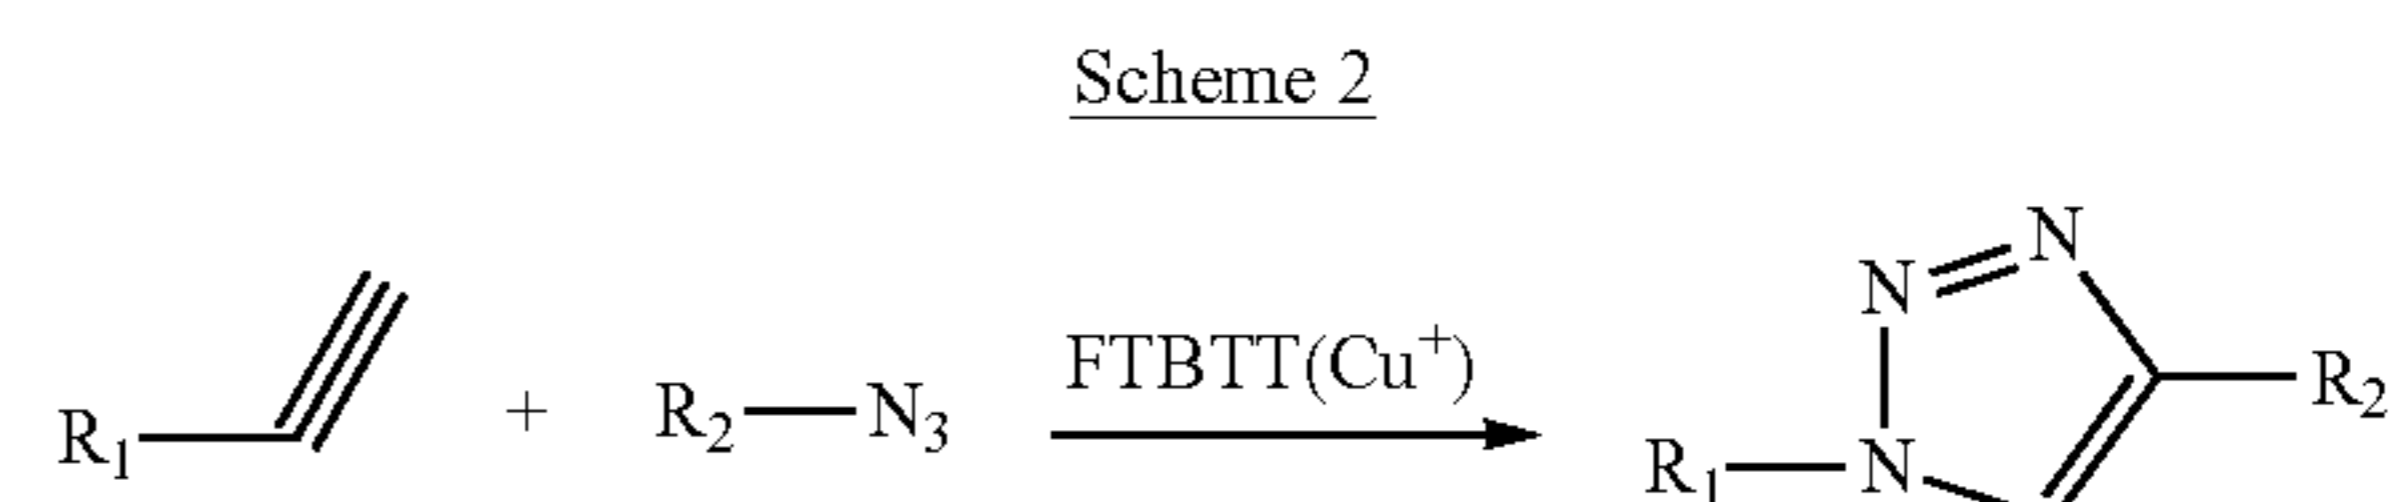 Scheme 2
R1 + R2 N3 FTBTT(Cu+) R1 N N N R2